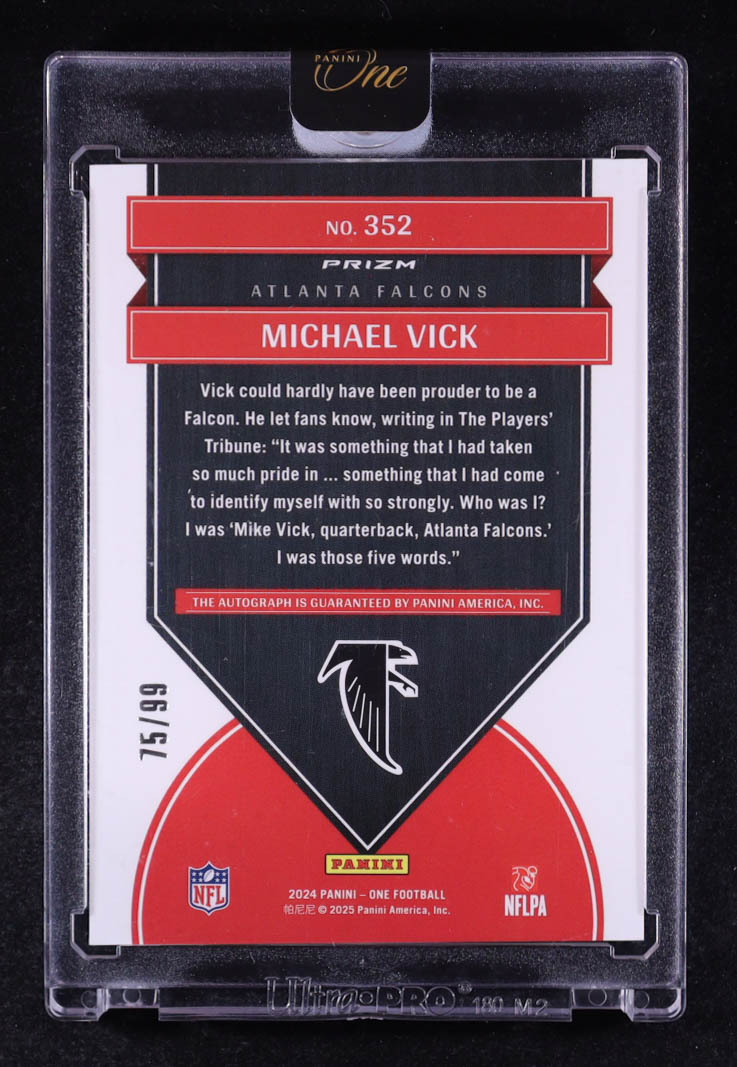 PANINI
One
NO. 352
PRIZM
ATLANTA FALCONS
MICHAEL VICK
Vick could hardly have been prouder to be a
Falcon. He let fans know, writing in The Players’
Tribune: “It was something that I had taken
so much pride in ... something that I had come
to identify myself with so strongly. Who was I?
I was ‘Mike Vick, quarterback, Atlanta Falcons.’
I was those five words.”
THE AUTOGRAPH IS GUARANTEED BY PANINI AMERICA, INC.
75/99
PANINI
NFL
2024 PANINI – ONE FOOTBALL
帕尼尼 © 2025 Panini America, Inc.
NFLPA
Ultra•PRO® 180 M2